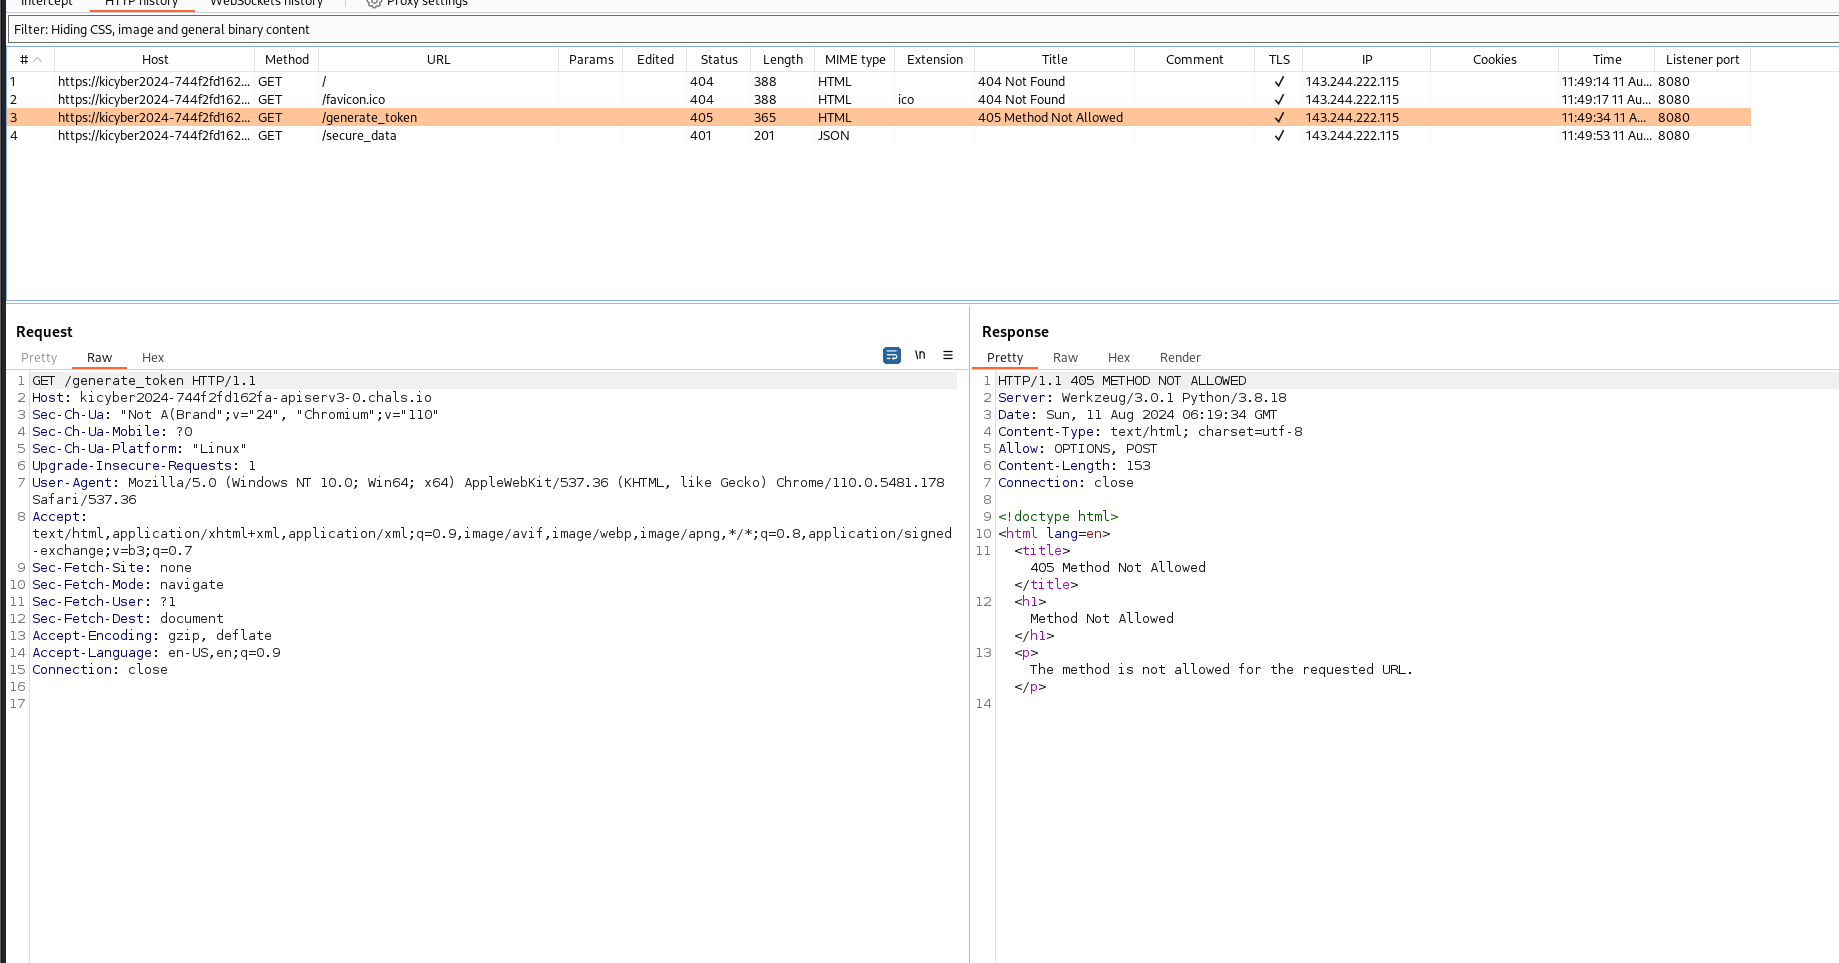 Intercept HTTP history WebSockets history Proxy settings
Filter: Hiding CSS, image and general binary content
# Host Method URL Params Edited Status Length MIME type Extension Title Comment TLS IP Cookies Time Listener port
1 https://kicyber2024-744f2fd162... GET / 404 388 HTML 404 Not Found ✓ 143.244.222.115 11:49:14 11 Au... 8080
2 https://kicyber2024-744f2fd162... GET /favicon.ico 404 388 HTML ico 404 Not Found ✓ 143.244.222.115 11:49:17 11 Au... 8080
3 https://kicyber2024-744f2fd162... GET /generate_token 405 365 HTML 405 Method Not Allowed ✓ 143.244.222.115 11:49:34 11 A... 8080
4 https://kicyber2024-744f2fd162... GET /secure_data 401 201 JSON ✓ 143.244.222.115 11:49:53 11 Au... 8080
Request
Pretty Raw Hex \n
1 GET /generate_token HTTP/1.1
2 Host: kicyber2024-744f2fd162fa-apiserv3-0.chals.io
3 Sec-Ch-Ua: "Not A(Brand";v="24", "Chromium";v="110"
4 Sec-Ch-Ua-Mobile: ?0
5 Sec-Ch-Ua-Platform: "Linux"
6 Upgrade-Insecure-Requests: 1
7 User-Agent: Mozilla/5.0 (Windows NT 10.0; Win64; x64) AppleWebKit/537.36 (KHTML, like Gecko) Chrome/110.0.5481.178
Safari/537.36
8 Accept:
text/html,application/xhtml+xml,application/xml;q=0.9,image/avif,image/webp,image/apng,*/*;q=0.8,application/signed
-exchange;v=b3;q=0.7
9 Sec-Fetch-Site: none
10 Sec-Fetch-Mode: navigate
11 Sec-Fetch-User: ?1
12 Sec-Fetch-Dest: document
13 Accept-Encoding: gzip, deflate
14 Accept-Language: en-US,en;q=0.9
15 Connection: close
16
17
Response
Pretty Raw Hex Render
1 HTTP/1.1 405 METHOD NOT ALLOWED
2 Server: Werkzeug/3.0.1 Python/3.8.18
3 Date: Sun, 11 Aug 2024 06:19:34 GMT
4 Content-Type: text/html; charset=utf-8
5 Allow: OPTIONS, POST
6 Content-Length: 153
7 Connection: close
8
9 <!doctype html>
10 <html lang=en>
11 <title>
405 Method Not Allowed
</title>
12 <h1>
Method Not Allowed
</h1>
13 <p>
The method is not allowed for the requested URL.
</p>
14